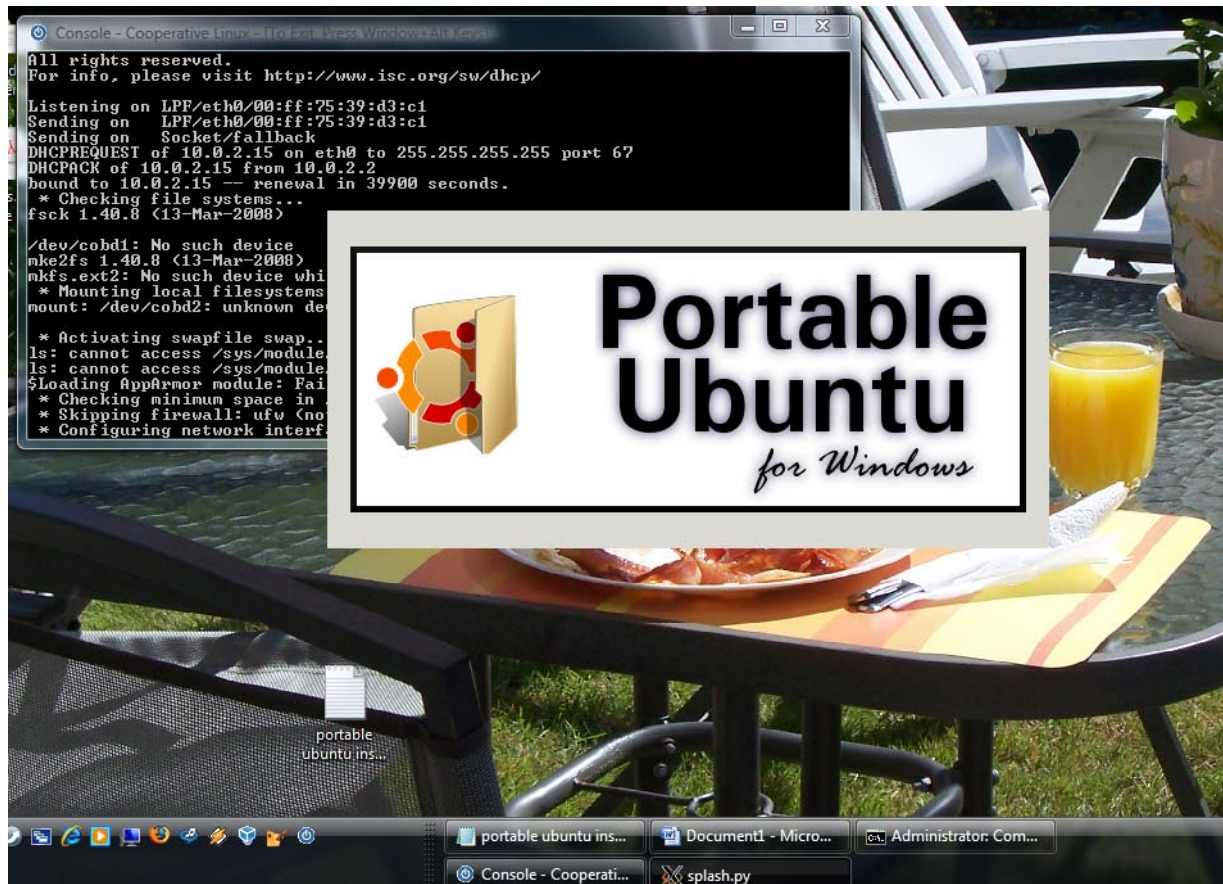 Console - Cooperative Linux - [To Exit, Press Window+Alt Keys]
All rights reserved.
For info, please visit http://www.isc.org/sw/dhcp/
Listening on LPF/eth0/00:ff:75:39:d3:c1
Sending on   LPF/eth0/00:ff:75:39:d3:c1
Sending on   Socket/fallback
DHCPREQUEST of 10.0.2.15 on eth0 to 255.255.255.255 port 67
DHCPACK of 10.0.2.15 from 10.0.2.2
bound to 10.0.2.15 -- renewal in 39900 seconds.
* Checking file systems...
fsck 1.40.8 (13-Mar-2008)
/dev/cobd1: No such device
mke2fs 1.40.8 (13-Mar-2008)
mkfs.ext2: No such device whi
* Mounting local filesystems
mount: /dev/cobd2: unknown de
* Activating swapfile swap..
ls: cannot access /sys/module.
ls: cannot access /sys/module.
$Loading AppArmor module: Fai
* Checking minimum space in
* Skipping firewall: ufw (no
* Configuring network interf.
Portable
Ubuntu
for Windows
portable
ubuntu ins...
portable ubuntu ins...
Document1 - Micro...
Administrator: Com...
Console - Cooperati...
splash.py